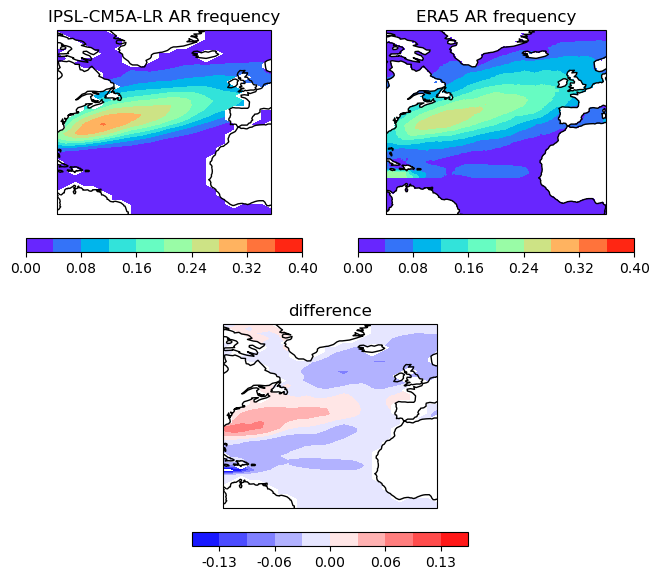 IPSL-CM5A-LR AR frequency
ERA5 AR frequency
0.00 0.08 0.16 0.24 0.32 0.40
0.00 0.08 0.16 0.24 0.32 0.40
difference
-0.13 -0.06 0.00 0.06 0.13